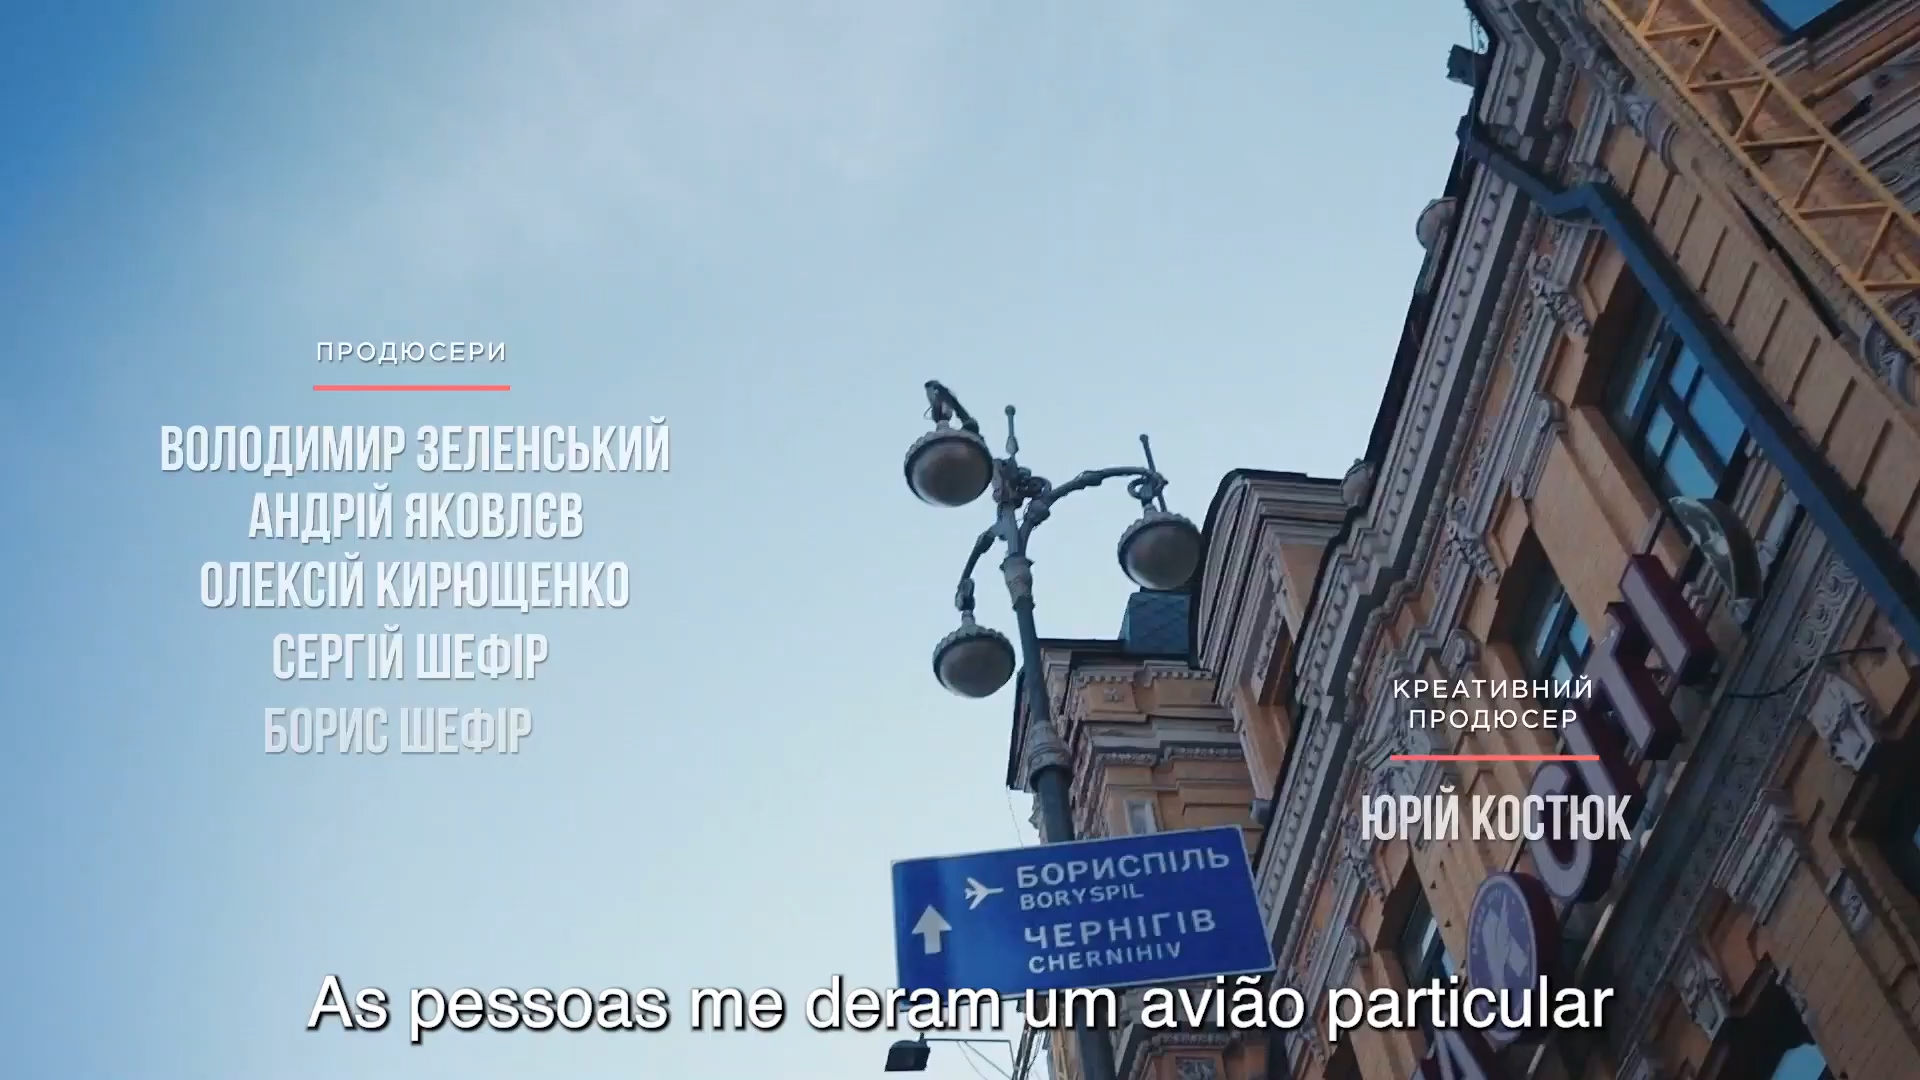 ПРОДЮСЕРИ
ВОЛОДИМИР ЗЕЛЕНСЬКИЙ
АНДРІЙ ЯКОВЛЄВ
ОЛЕКСІЙ КИРЮЩЕНКО
СЕРГІЙ ШЕФІР
БОРИС ШЕФІР
КРЕАТИВНИЙ
ПРОДЮСЕР
ЮРІЙ КОСТЮК
БОРИСПІЛЬ
BORYSPIL
ЧЕРНІГІВ
CHERNIHIV
As pessoas me deram um avião particular